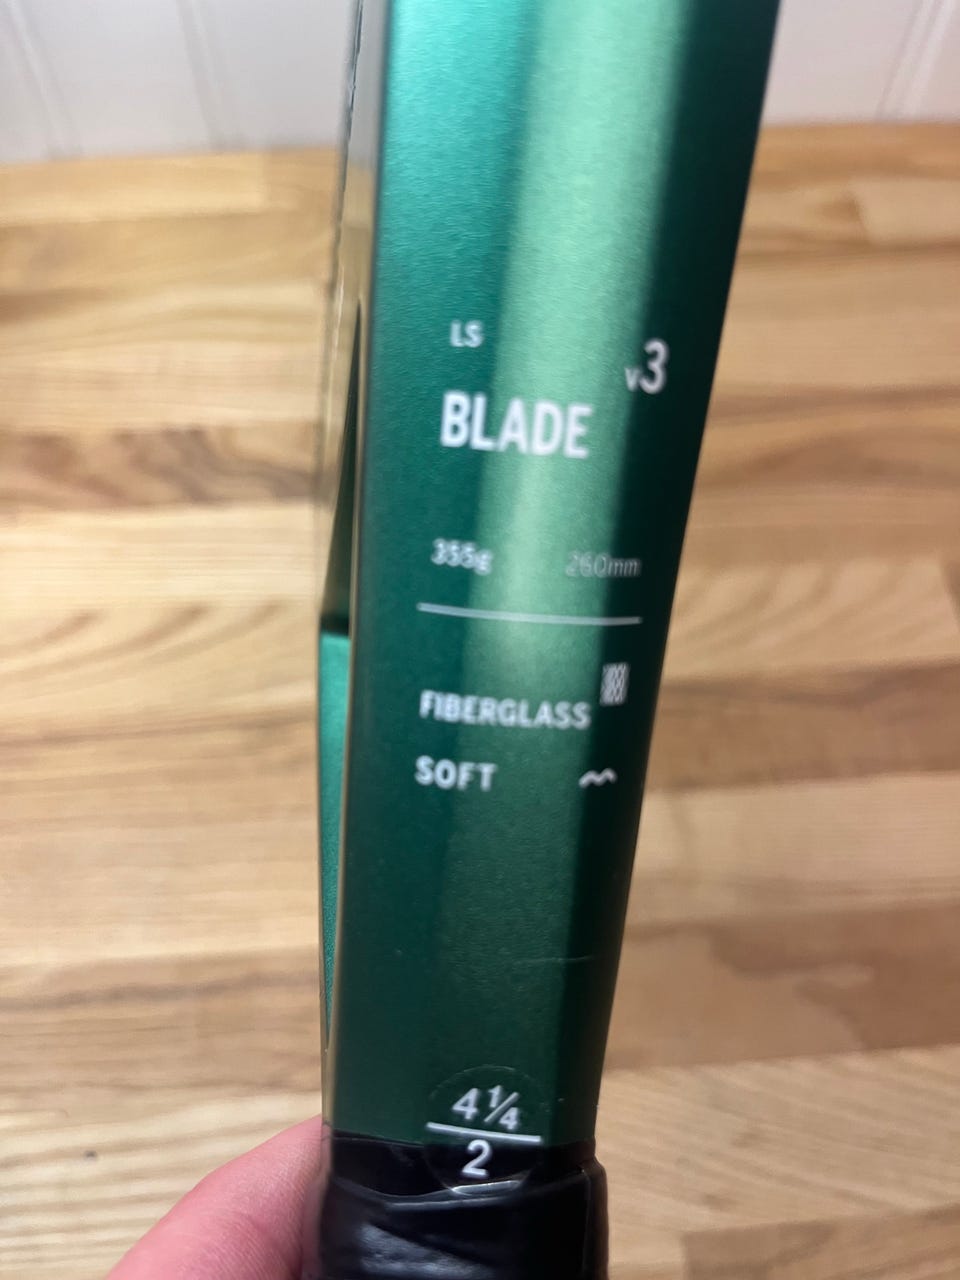 LS
v3
BLADE
355g 260mm
FIBERGLASS
SOFT
4 1/4
2